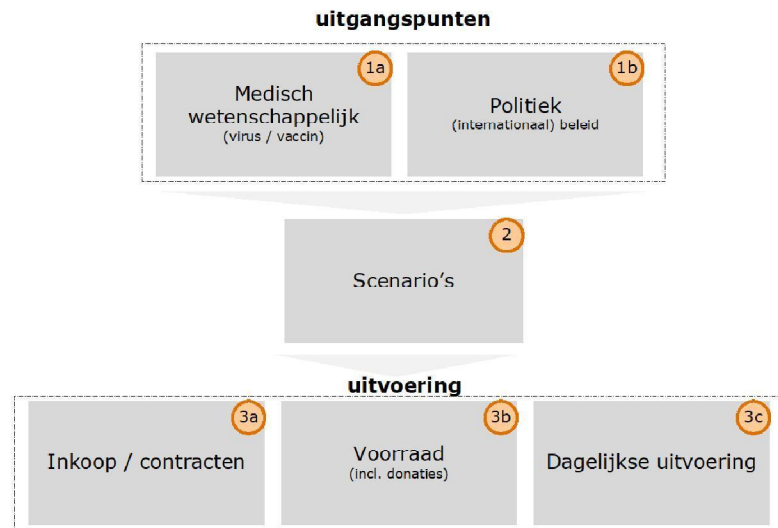 uitgangspunten
1a
1b
Medisch
wetenschappelijk
(virus / vaccin)
Politiek
(internationaal) beleid
2
Scenario's
uitvoering
3a
3b
3c
Inkoop / contracten
Voorraad
(incl. donaties)
Dagelijkse uitvoering